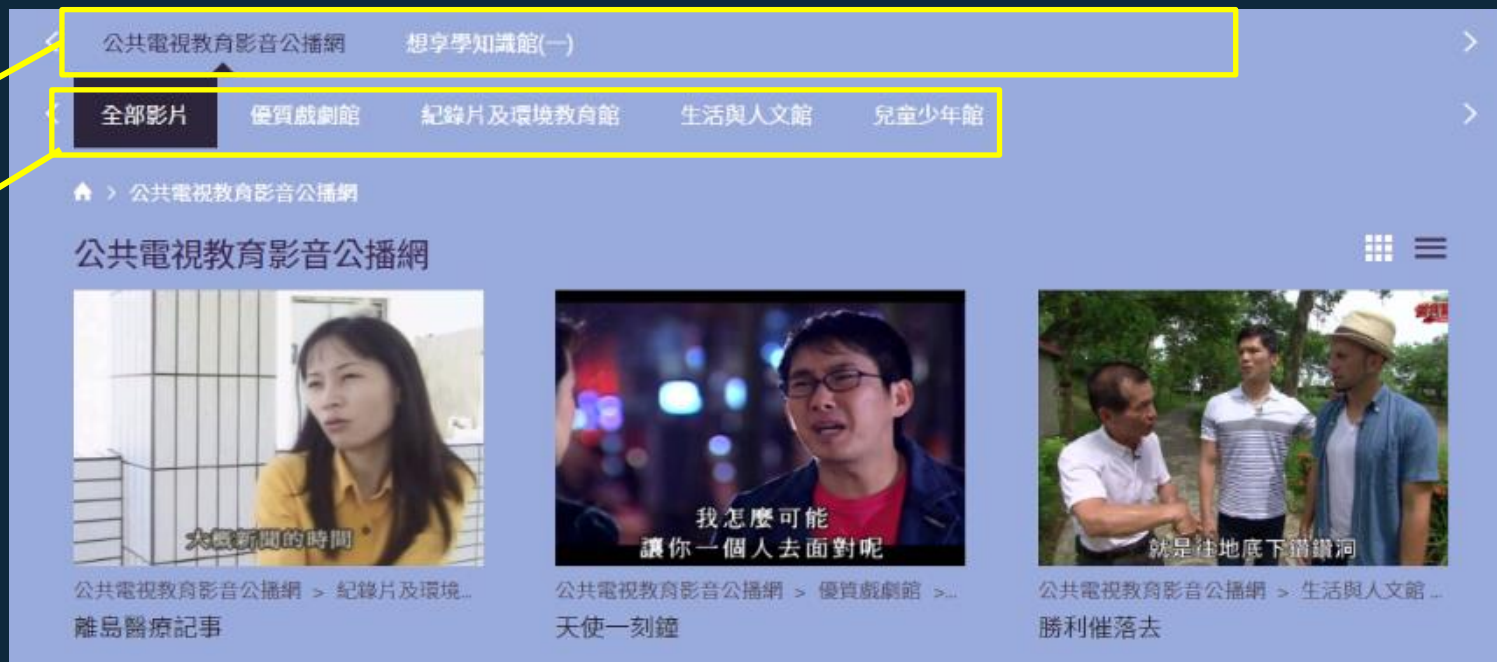 公共電視教育影音公播網 想享學知識館(一)
全部影片 優質戲劇館 紀錄片及環境教育館 生活與人文館 兒童少年館
> 公共電視教育影音公播網
公共電視教育影音公播網
大概新聞的時間
我怎麼可能
讓你一個人去面對呢
就是往地底下鑽鑽洞
公共電視教育影音公播網 > 紀錄片及環境...
公共電視教育影音公播網 > 優質戲劇館 >...
公共電視教育影音公播網 > 生活與人文館 ...
離島醫療記事
天使一刻鐘
勝利催落去